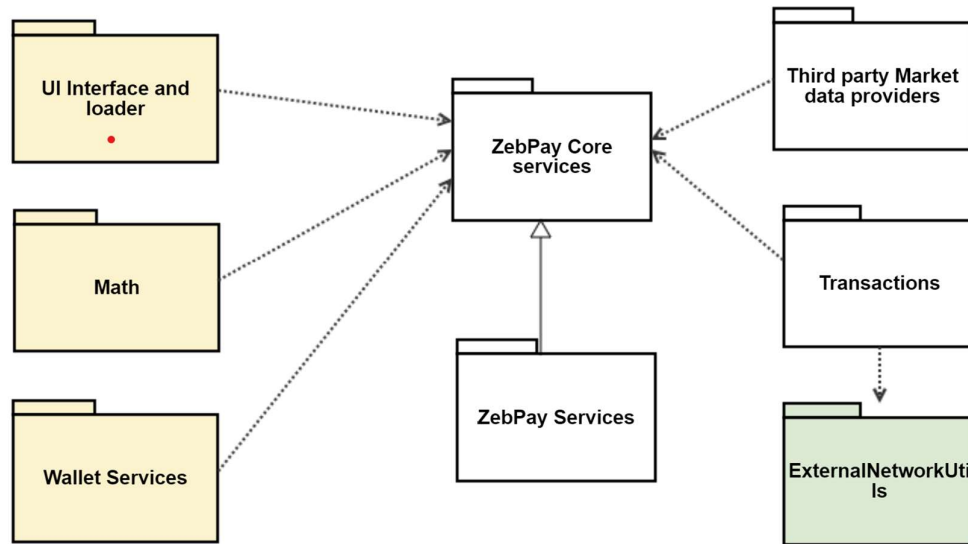 UI Interface and
loader
Third party Market
data providers
ZebPay Core
services
Math
Transactions
ZebPay Services
Wallet Services
ExternalNetworkUti
ls